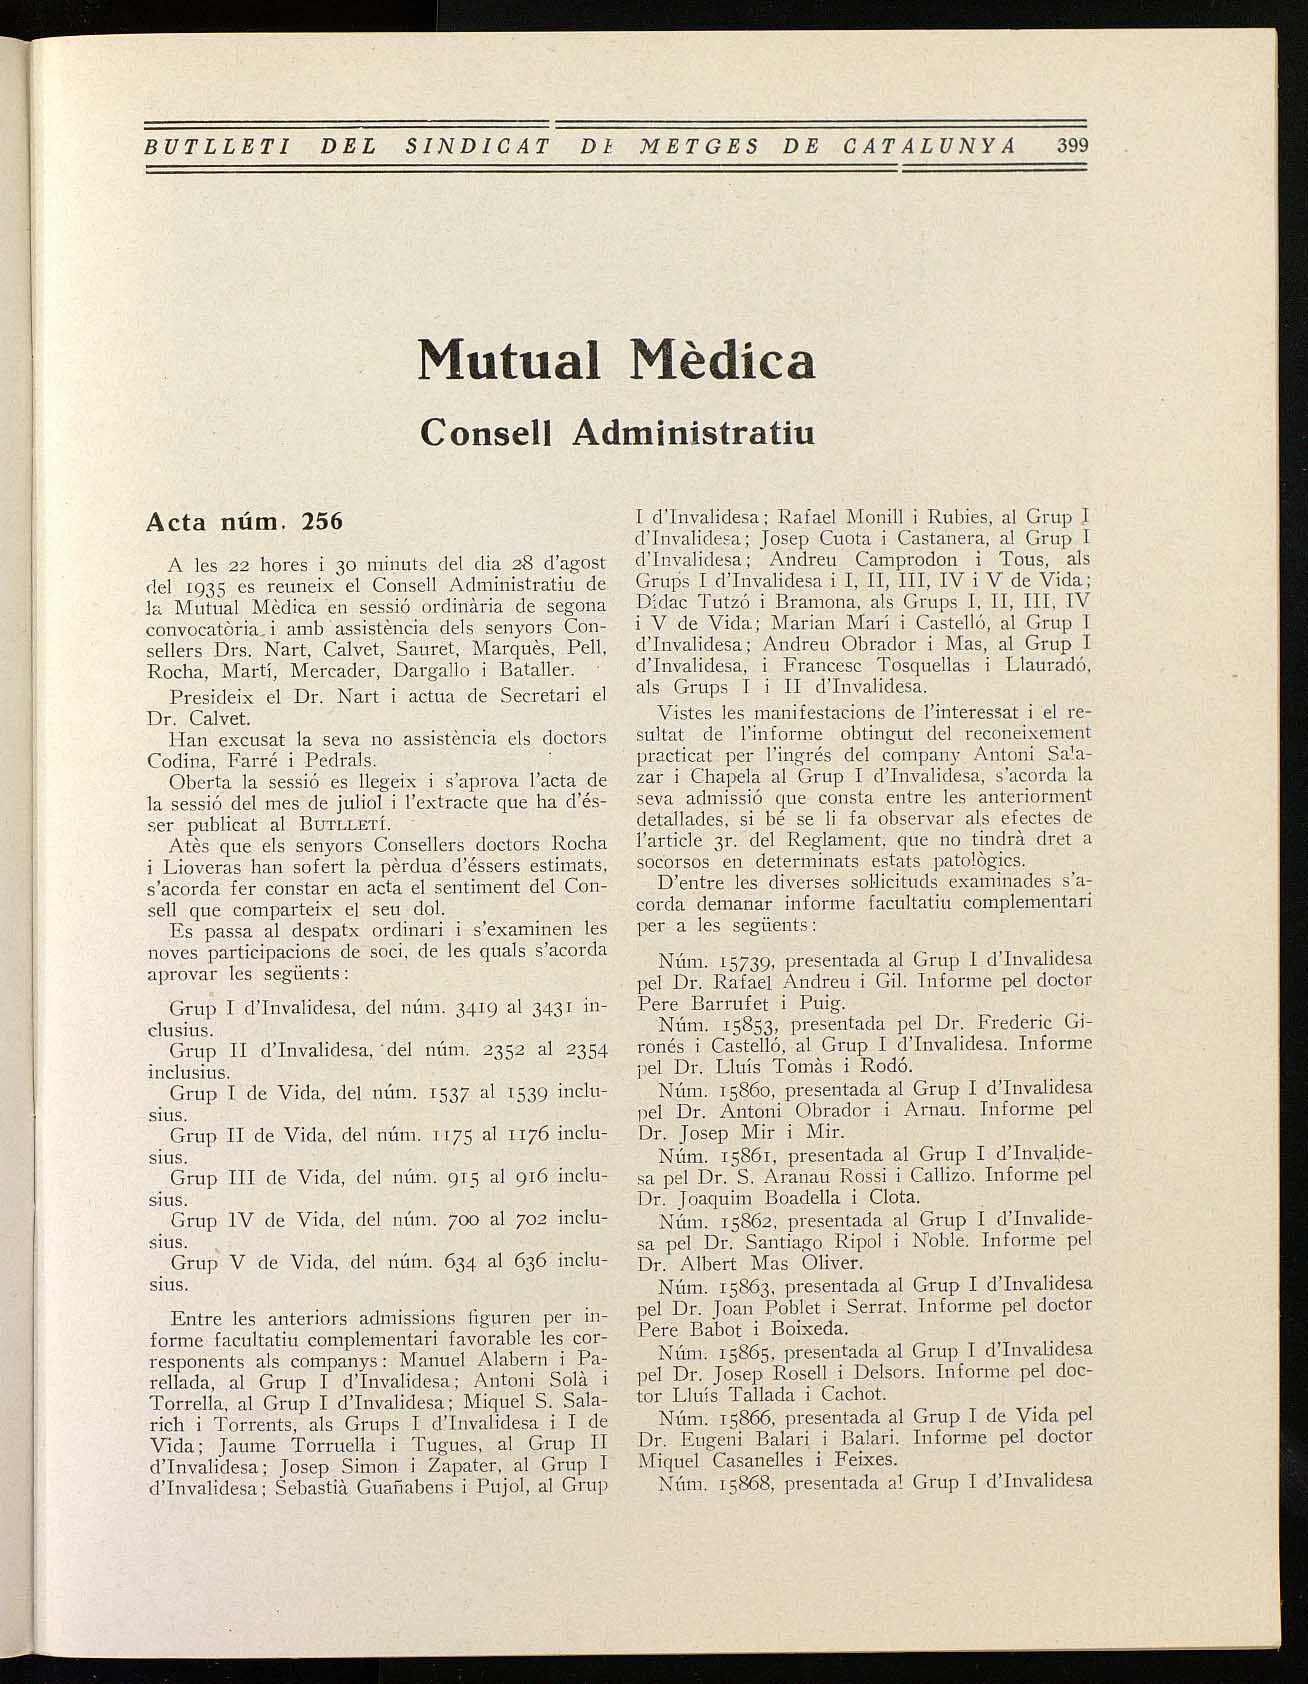 BUTLLETI DEL SINDICAT DE METGES DE CATALUNYA 399
Mutual Mèdica
Consell Administratiu
Acta núm. 256
A les 22 hores i 30 minuts del dia 28 d'agost
del 1935 es reuneix el Consell Administratiu de
la Mutual Mèdica en sessió ordinària de segona
convocatòria i amb assistència dels senyors Con-
sellers Drs. Nart, Calvet, Sauret, Marquès, Pell,
Rocha, Martí, Mercader, Dargallo i Bataller.
Presideix el Dr. Nart i actua de Secretari el
Dr. Calvet.
Han excusat la seva no assistència els doctors
Codina, Farré i Pedrals.
Oberta la sessió es llegeix i s'aprova l'acta de
la sessió del mes de juliol i l'extracte que ha d'és-
ser publicat al BUTLLETÍ.
Atès que els senyors Consellers doctors Rocha
i Lioveras han sofert la pèrdua d'éssers estimats,
s'acorda fer constar en acta el sentiment del Con-
sell que comparteix el seu dol.
Es passa al despatx ordinari i s'examinen les
noves participacions de soci, de les quals s'acorda
aprovar les següents:
Grup I d'Invalidesa, del núm. 3419 al 3431 in-
clusius.
Grup II d'Invalidesa, del núm. 2352 al 2354
inclusius.
Grup I de Vida, del núm. 1537 al 1539 inclu-
sius.
Grup II de Vida, del núm. 1175 al 1176 inclu-
sius.
Grup III de Vida, del núm. 915 al 916 inclu-
sius.
Grup IV de Vida, del núm. 700 al 702 inclu-
sius.
Grup V de Vida, del núm. 634 al 636 inclu-
sius.
Entre les anteriors admissions figuren per in-
forme facultatiu complementari favorable les cor-
responents als companys: Manuel Alabern i Pa-
rellada, al Grup I d'Invalidesa; Antoni Solà i
Torrella, al Grup I d'Invalidesa; Miquel S. Sala-
rich i Torrents, als Grups I d'Invalidesa i I de
Vida; Jaume Torruella i Tugues, al Grup II
d'Invalidesa; Josep Simon i Zapater, al Grup I
d'Invalidesa; Sebastià Guañabens i Pujol, al Grup
I d'Invalidesa; Rafael Monill i Rubies, al Grup I
d'Invalidesa; Josep Cuota i Castanera, al Grup I
d'Invalidesa; Andreu Camprodon i Tous, als
Grups I d'Invalidesa i I, II, III, IV i V de Vida;
Dídac Tutzó i Bramona, als Grups I, II, III, IV
i V de Vida; Marian Marí i Castelló, al Grup I
d'Invalidesa; Andreu Obrador i Mas, al Grup I
d'Invalidesa, i Francesc Tosquellas i Llauradó,
als Grups I i II d'Invalidesa.
Vistes les manifestacions de l'interessat i el re-
sultat de l'informe obtingut del reconeixement
practicat per l'ingrés del company Antoni Sala-
zar i Chapela al Grup I d'Invalidesa, s'acorda la
seva admissió que consta entre les anteriorment
detallades, si bé se li fa observar als efectes de
l'article 3r. del Reglament, que no tindrà dret a
socorsos en determinats estats patològics.
D'entre les diverses sol·licituds examinades s'a-
corda demanar informe facultatiu complementari
per a les següents:
Núm. 15739, presentada al Grup I d'Invalidesa
pel Dr. Rafael Andreu i Gil. Informe pel doctor
Pere Barrufet i Puig.
Núm. 15853, presentada pel Dr. Frederic Gi-
ronés i Castelló, al Grup I d'Invalidesa. Informe
pel Dr. Lluís Tomàs i Rodó.
Núm. 15860, presentada al Grup I d'Invalidesa
pel Dr. Antoni Obrador i Arnau. Informe pel
Dr. Josep Mir i Mir.
Núm. 15861, presentada al Grup I d'Invalide-
sa pel Dr. S. Aranau Rossi i Callizo. Informe pel
Dr. Joaquim Boadella i Clota.
Núm. 15862, presentada al Grup I d'Invalide-
sa pel Dr. Santiago Ripol i Noble. Informe pel
Dr. Albert Mas Oliver.
Núm. 15863, presentada al Grup I d'Invalidesa
pel Dr. Joan Poblet i Serrat. Informe pel doctor
Pere Babot i Boixeda.
Núm. 15865, presentada al Grup I d'Invalidesa
pel Dr. Josep Rosell i Delsors. Informe pel doc-
tor Lluís Tallada i Cachot.
Núm. 15866, presentada al Grup I de Vida pel
Dr. Eugeni Balari i Balari. Informe pel doctor
Miquel Casanelles i Feixes.
Núm. 15868, presentada al Grup I d'Invalidesa